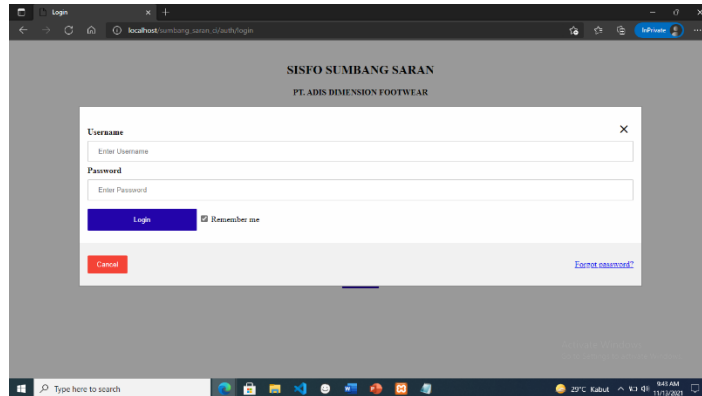 Login
localhost/sumbang_saran_ci/auth/login
InPrivate
SISFO SUMBANG SARAN
PT. ADIS DIMENSION FOOTWEAR
Username
Enter Username
Password
Enter Password
Login
Remember me
Cancel
Forgot password?
Type here to search
29°C Kabut
9:43 AM
11/13/2021